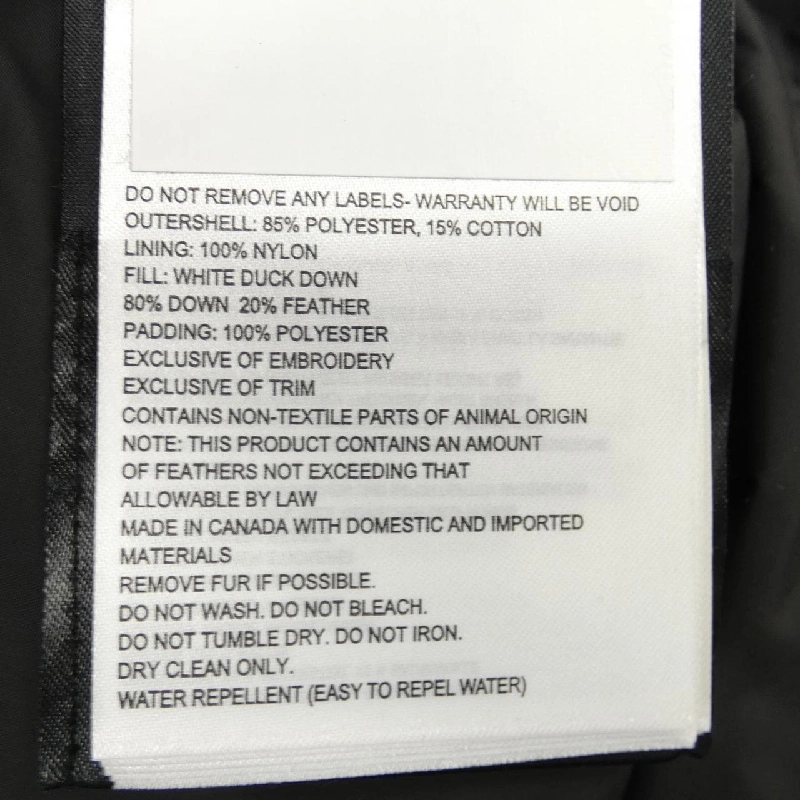 DO NOT REMOVE ANY LABELS- WARRANTY WILL BE VOID
OUTERSHELL: 85% POLYESTER, 15% COTTON
LINING: 100% NYLON
FILL: WHITE DUCK DOWN
80% DOWN 20% FEATHER
PADDING: 100% POLYESTER
EXCLUSIVE OF EMBROIDERY
EXCLUSIVE OF TRIM
CONTAINS NON-TEXTILE PARTS OF ANIMAL ORIGIN
NOTE: THIS PRODUCT CONTAINS AN AMOUNT
OF FEATHERS NOT EXCEEDING THAT
ALLOWABLE BY LAW
MADE IN CANADA WITH DOMESTIC AND IMPORTED
MATERIALS
REMOVE FUR IF POSSIBLE.
DO NOT WASH. DO NOT BLEACH.
DO NOT TUMBLE DRY. DO NOT IRON.
DRY CLEAN ONLY.
WATER REPELLENT (EASY TO REPEL WATER)